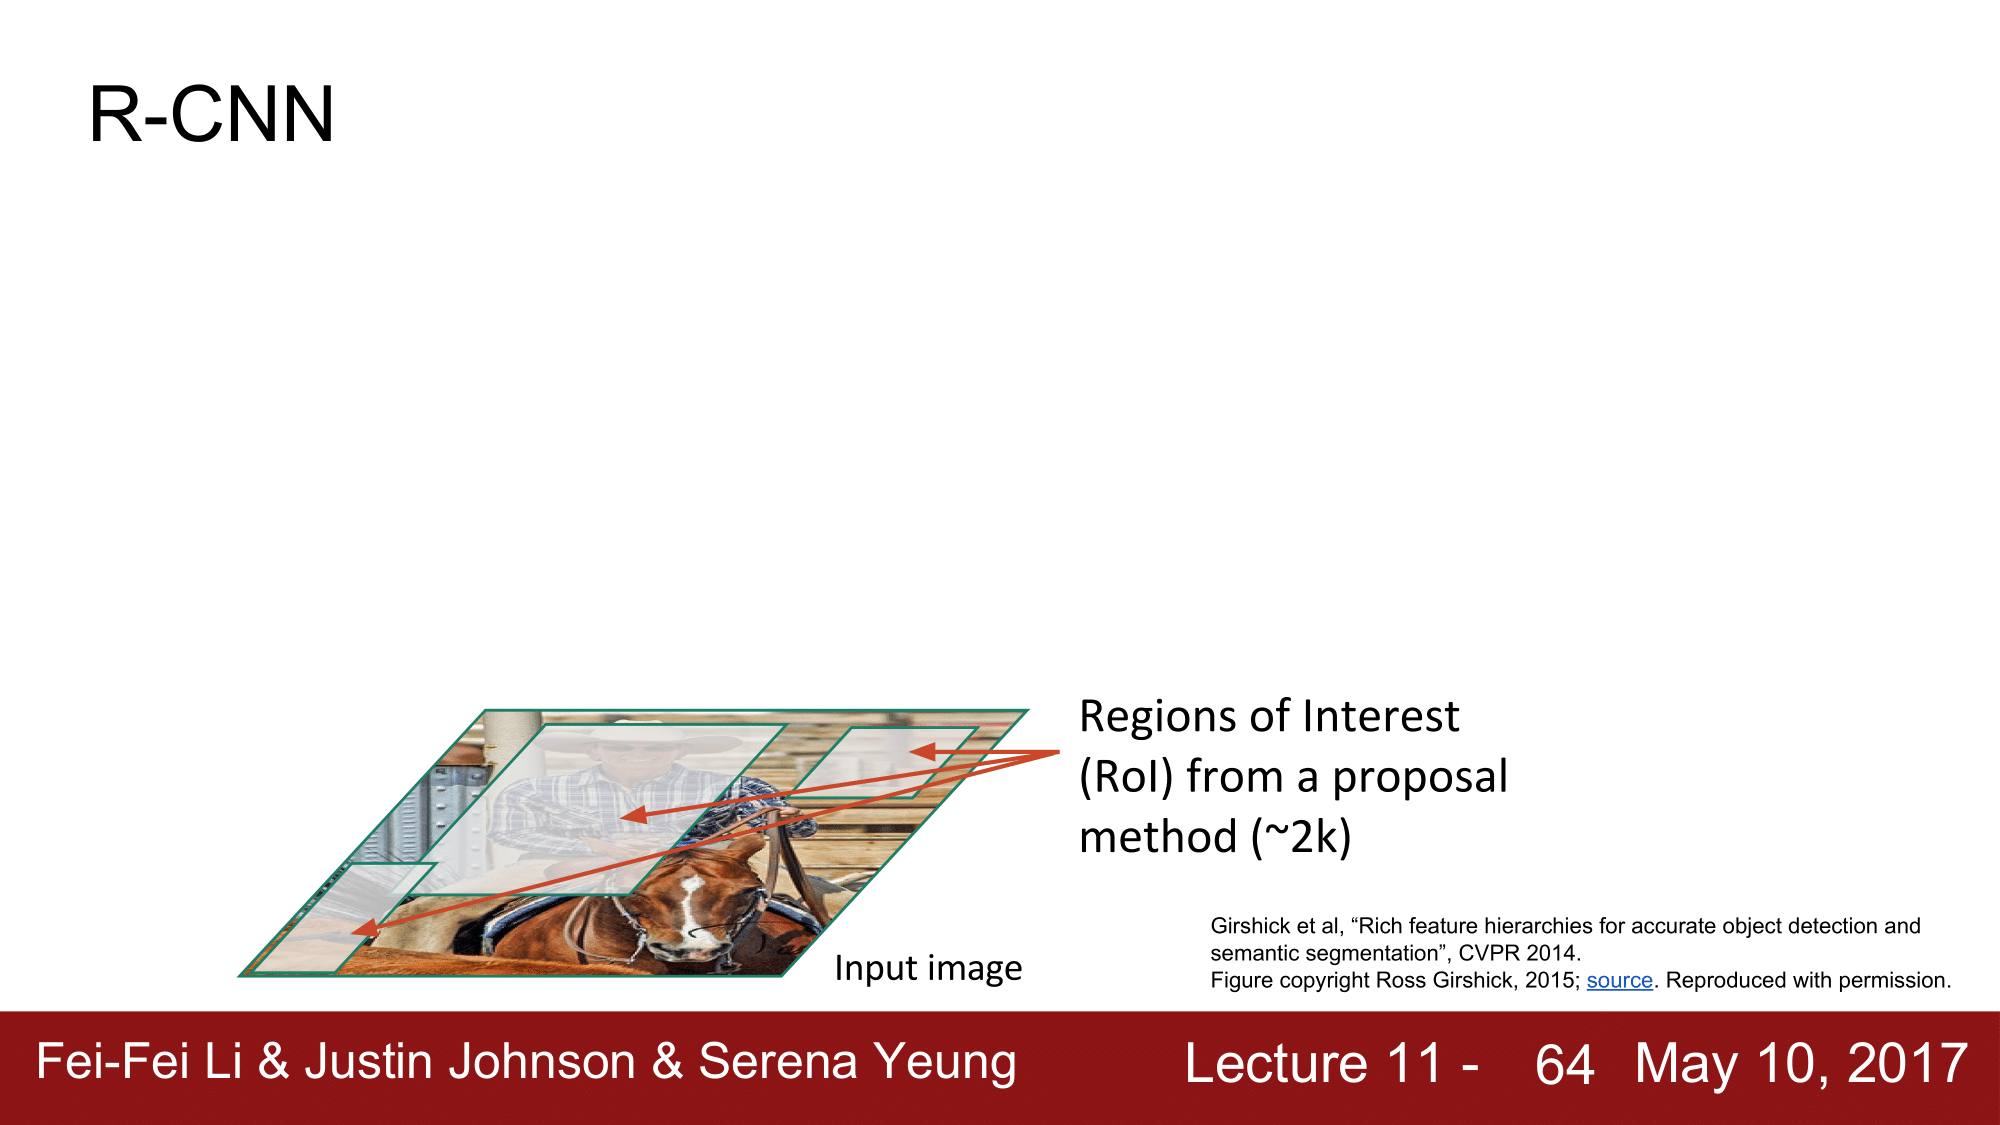 R-CNN
Regions of Interest
(RoI) from a proposal
method (~2k)
Input image
Girshick et al, “Rich feature hierarchies for accurate object detection and
semantic segmentation”, CVPR 2014.
Figure copyright Ross Girshick, 2015; source. Reproduced with permission.
Fei-Fei Li & Justin Johnson & Serena Yeung
Lecture 11 - 64 May 10, 2017